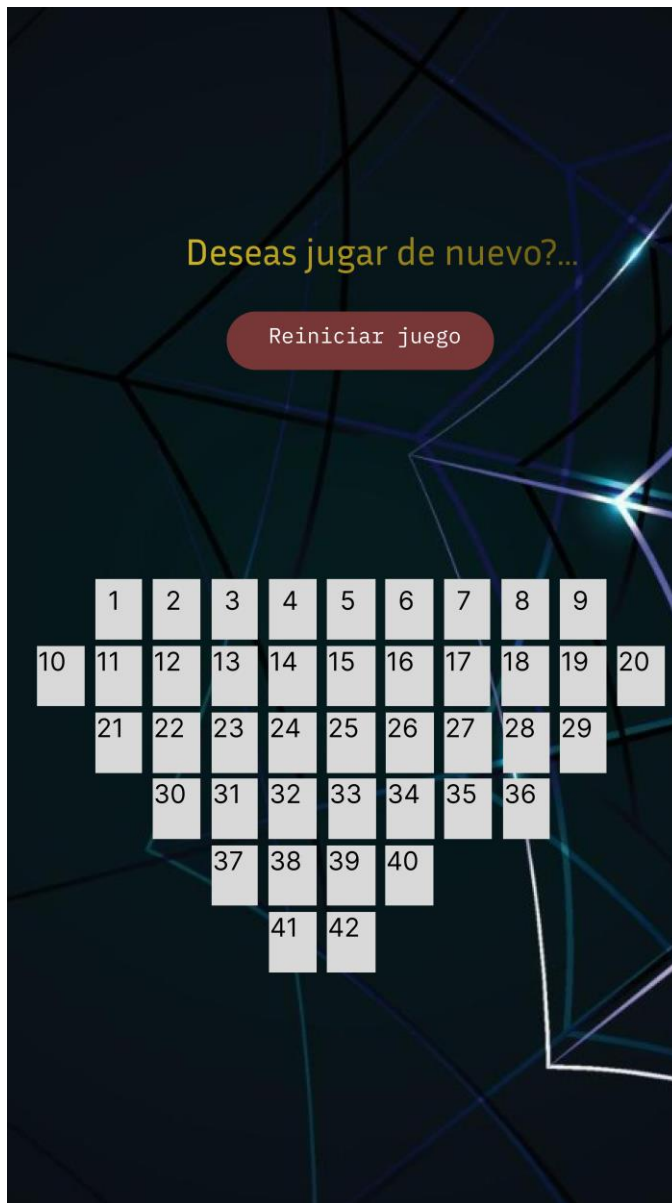 Deseas jugar de nuevo?...
Reiniciar juego
1 2 3 4 5 6 7 8 9
10 11 12 13 14 15 16 17 18 19 20
21 22 23 24 25 26 27 28 29
30 31 32 33 34 35 36
37 38 39 40
41 42